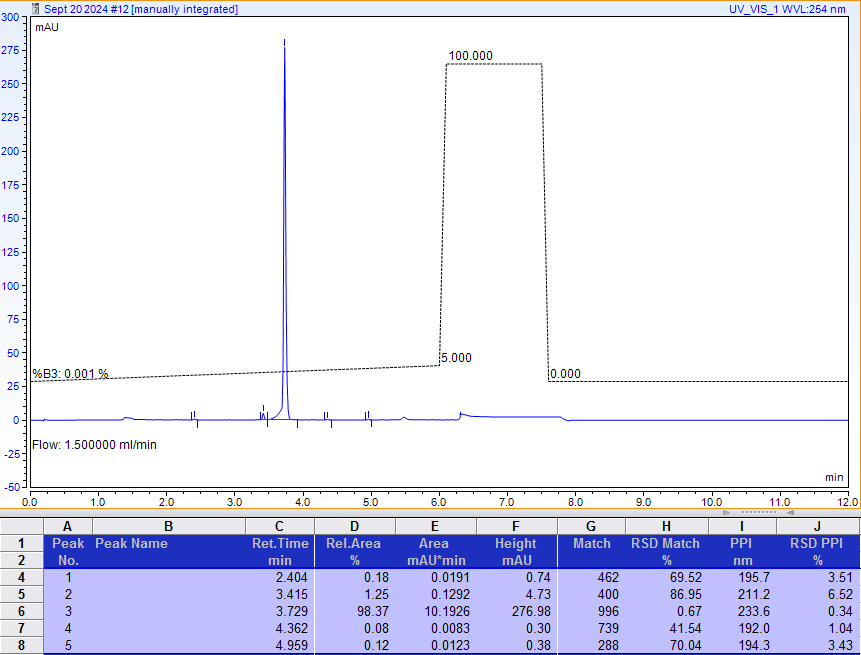 Sept 20 2024 #12 [manually integrated] UV_VIS_1 WVL:254 nm
300 mAU
275
250
225
200
175
150
125
100
75
50
25
0
-25
-50
100.000
%B3: 0.001 % 5.000 0.000
Flow: 1.500000 ml/min
min
0.0 1.0 2.0 3.0 4.0 5.0 6.0 7.0 8.0 9.0 10.0 11.0 12.0
A B C D E F G H I J
1 Peak Peak Name Ret.Time Rel.Area Area Height Match RSD Match PPI RSD PPI
2 No. min % mAU*min mAU % nm %
4 1 2.404 0.18 0.0191 0.74 462 69.52 195.7 3.51
5 2 3.415 1.25 0.1292 4.73 400 86.95 211.2 6.52
6 3 3.729 98.37 10.1926 276.98 996 0.67 233.6 0.34
7 4 4.362 0.08 0.0083 0.30 739 41.54 192.0 1.04
8 5 4.959 0.12 0.0123 0.38 288 70.04 194.3 3.43